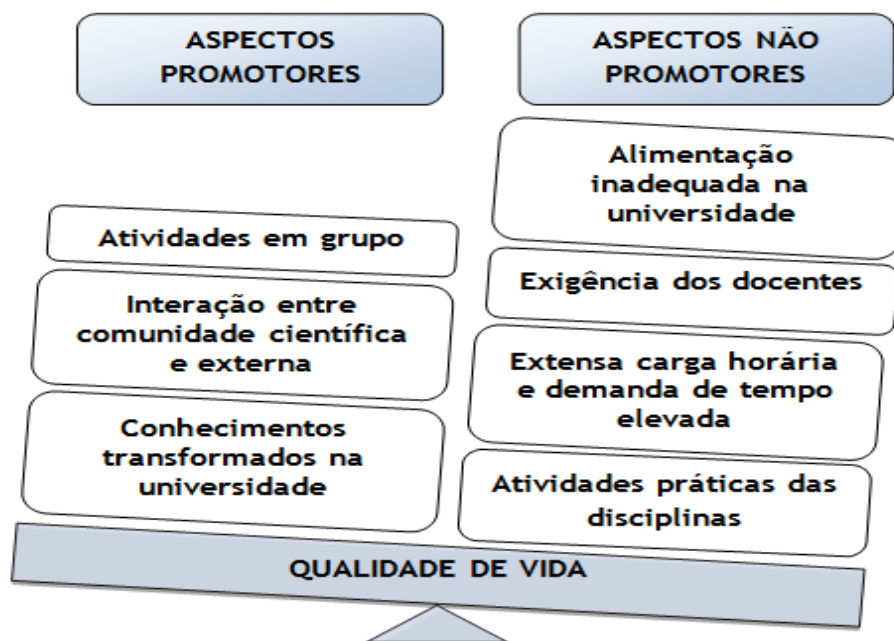 ASPECTOS
PROMOTORES
ASPECTOS NÃO
PROMOTORES
Atividades em grupo
Interação entre
comunidade científica
e externa
Conhecimentos
transformados na
universidade
Alimentação
inadequada na
universidade
Exigência dos docentes
Extensa carga horária
e demanda de tempo
elevada
Atividades práticas das
disciplinas
QUALIDADE DE VIDA